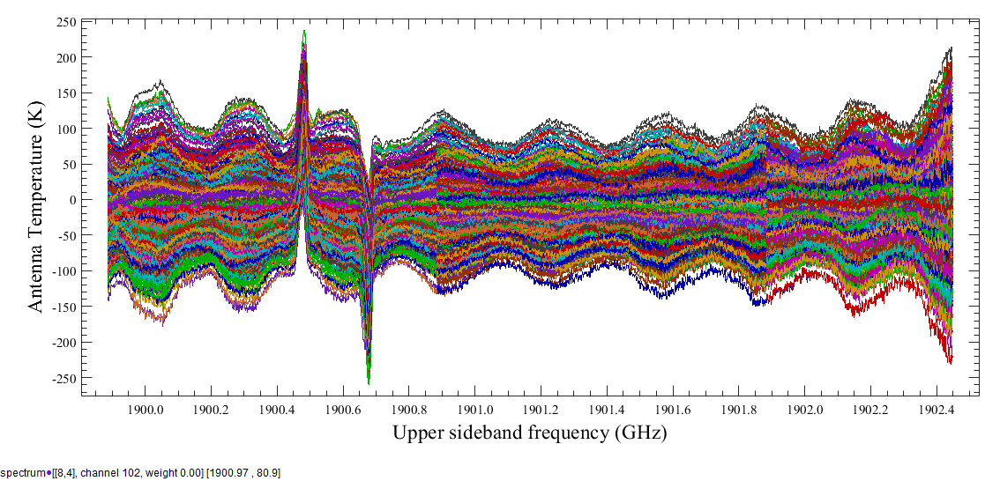 Antenna Temperature (K)
250
200
150
100
50
0
-50
-100
-150
-200
-250
1900.0 1900.2 1900.4 1900.6 1900.8 1901.0 1901.2 1901.4 1901.6 1901.8 1902.0 1902.2 1902.4
Upper sideband frequency (GHz)
spectrum●[[8,4], channel 102, weight 0.00] [1900.97 , 80.9]